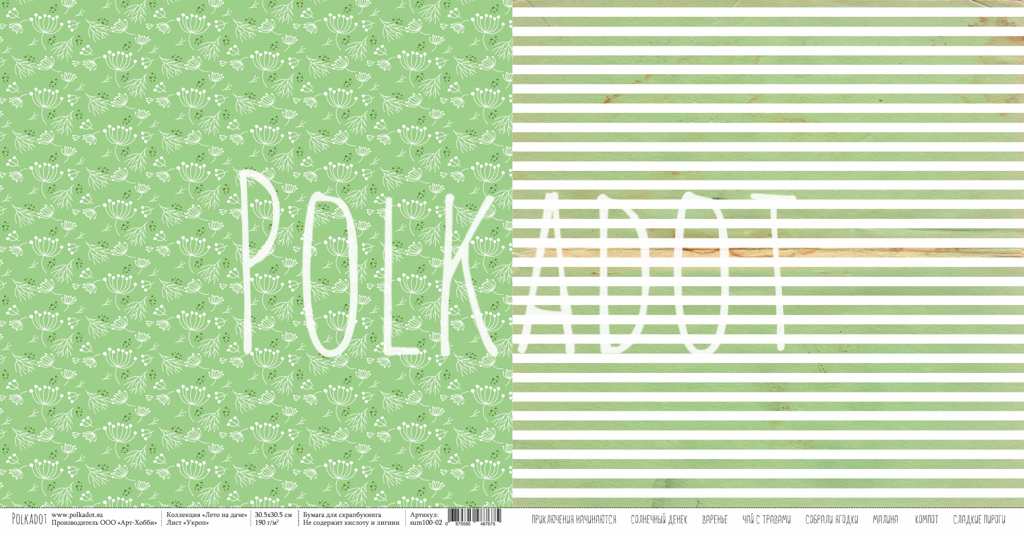 POLKADOT
POLKADOT
www.polkadot.su
Производитель ООО «Арт-Хобби»
Коллекция «Лето на даче»
Лист «Укроп»
30.5x30.5 см
190 г/м²
Бумага для скрапбукинга
Не содержит кислоту и лигнин
Артикул:
sum100-02
ПРИКЛЮЧЕНИЯ НАЧИНАЮТСЯ СОЛНЕЧНЫЙ ДЕНЕК ВАРЕНЬЕ ЧАЙ С ТРАВАМИ СОБРАЛИ ЯГОДКИ МАЛИНА КОМПОТ СЛАДКИЕ ПИРОГИ